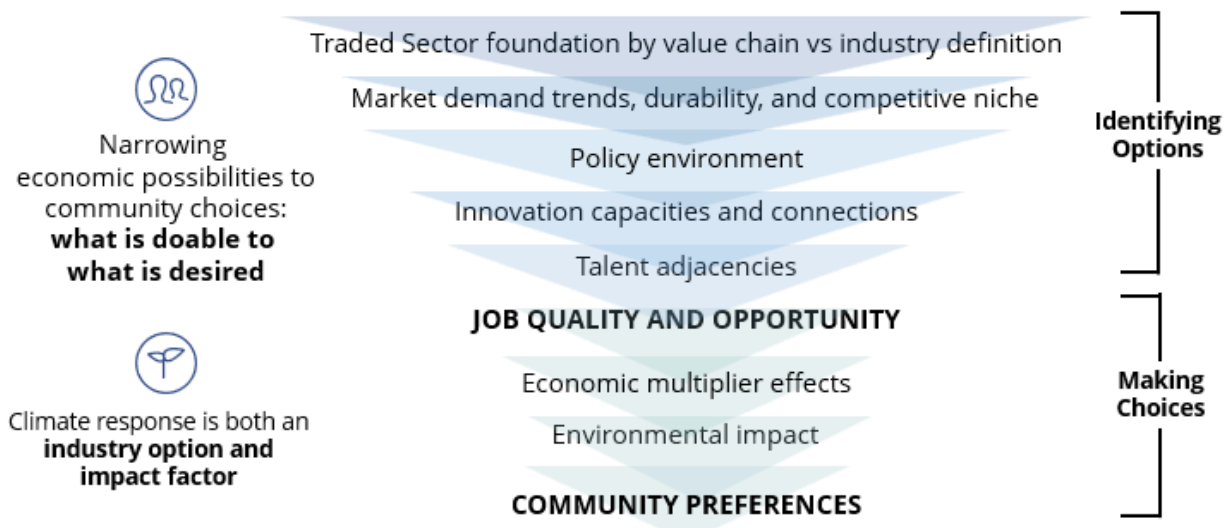 Traded Sector foundation by value chain vs industry definition
Market demand trends, durability, and competitive niche
Policy environment
Innovation capacities and connections
Talent adjacencies
JOB QUALITY AND OPPORTUNITY
Economic multiplier effects
Environmental impact
COMMUNITY PREFERENCES
Narrowing
economic possibilities to
community choices:
what is doable to
what is desired
Climate response is both an
industry option and
impact factor
Identifying
Options
Making
Choices